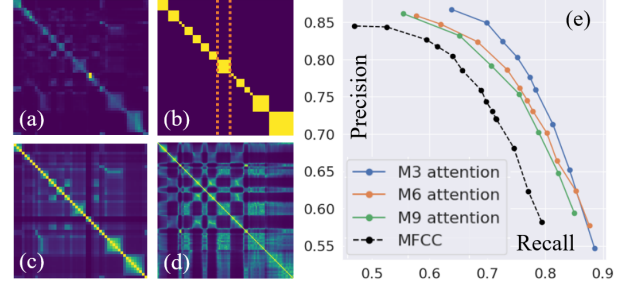 (a)
(b)
(c)
(d)
(e)
0.85
0.80
0.75
0.70
0.65
0.60
0.55
Precision
M3 attention
M6 attention
M9 attention
MFCC
Recall
0.5 0.6 0.7 0.8 0.9